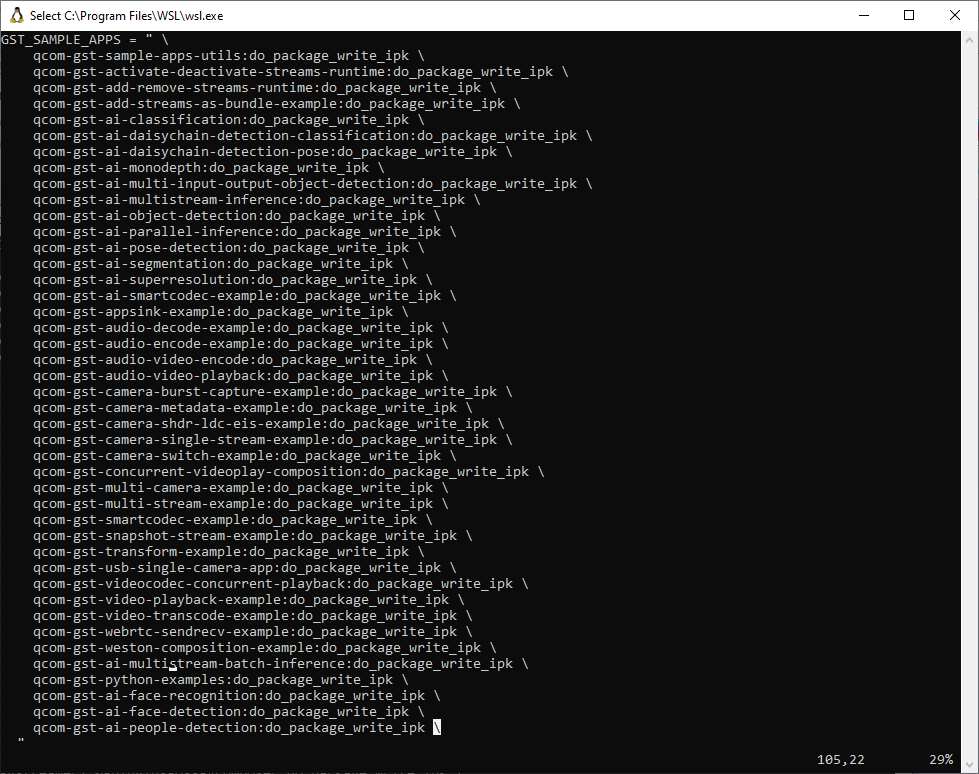 Select C:\Program Files\WSL\wsl.exe
GST_SAMPLE_APPS = " \
qcom-gst-sample-apps-utils:do_package_write_ipk \
qcom-gst-activate-deactivate-streams-runtime:do_package_write_ipk \
qcom-gst-add-remove-streams-runtime:do_package_write_ipk \
qcom-gst-add-streams-as-bundle-example:do_package_write_ipk \
qcom-gst-ai-classification:do_package_write_ipk \
qcom-gst-ai-daisychain-detection-classification:do_package_write_ipk \
qcom-gst-ai-daisychain-detection-pose:do_package_write_ipk \
qcom-gst-ai-monodepth:do_package_write_ipk \
qcom-gst-ai-multi-input-output-object-detection:do_package_write_ipk \
qcom-gst-ai-multistream-inference:do_package_write_ipk \
qcom-gst-ai-object-detection:do_package_write_ipk \
qcom-gst-ai-parallel-inference:do_package_write_ipk \
qcom-gst-ai-pose-detection:do_package_write_ipk \
qcom-gst-ai-segmentation:do_package_write_ipk \
qcom-gst-ai-superresolution:do_package_write_ipk \
qcom-gst-ai-smartcodec-example:do_package_write_ipk \
qcom-gst-appsink-example:do_package_write_ipk \
qcom-gst-audio-decode-example:do_package_write_ipk \
qcom-gst-audio-encode-example:do_package_write_ipk \
qcom-gst-audio-video-encode:do_package_write_ipk \
qcom-gst-audio-video-playback:do_package_write_ipk \
qcom-gst-camera-burst-capture-example:do_package_write_ipk \
qcom-gst-camera-metadata-example:do_package_write_ipk \
qcom-gst-camera-shdr-ldc-eis-example:do_package_write_ipk \
qcom-gst-camera-single-stream-example:do_package_write_ipk \
qcom-gst-camera-switch-example:do_package_write_ipk \
qcom-gst-concurrent-videoplay-composition:do_package_write_ipk \
qcom-gst-multi-camera-example:do_package_write_ipk \
qcom-gst-multi-stream-example:do_package_write_ipk \
qcom-gst-smartcodec-example:do_package_write_ipk \
qcom-gst-snapshot-stream-example:do_package_write_ipk \
qcom-gst-transform-example:do_package_write_ipk \
qcom-gst-usb-single-camera-app:do_package_write_ipk \
qcom-gst-videocodec-concurrent-playback:do_package_write_ipk \
qcom-gst-video-playback-example:do_package_write_ipk \
qcom-gst-video-transcode-example:do_package_write_ipk \
qcom-gst-webrtc-sendrecv-example:do_package_write_ipk \
qcom-gst-weston-composition-example:do_package_write_ipk \
qcom-gst-ai-multistream-batch-inference:do_package_write_ipk \
qcom-gst-python-examples:do_package_write_ipk \
qcom-gst-ai-face-recognition:do_package_write_ipk \
qcom-gst-ai-face-detection:do_package_write_ipk \
qcom-gst-ai-people-detection:do_package_write_ipk \
"
105,22 29%